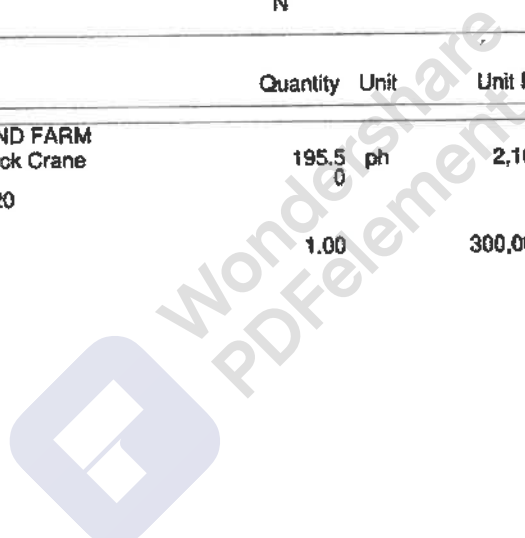 N
Quantity Unit Unit
ND FARM
ck Crane 195.5 ph 2,10
0
20
1.00 300,00
Wondershare
PDFelement